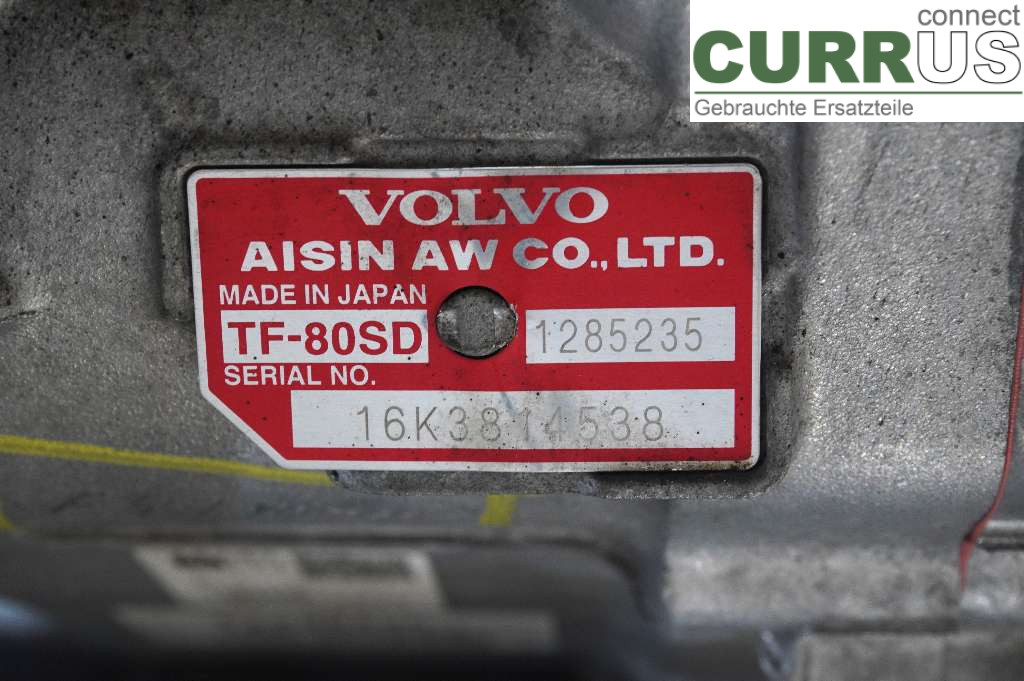 connect
CURRUS
Gebrauchte Ersatzteile
VOLVO
AISIN AW CO., LTD.
MADE IN JAPAN
TF-80SD 1285235
SERIAL NO.
16K3814538